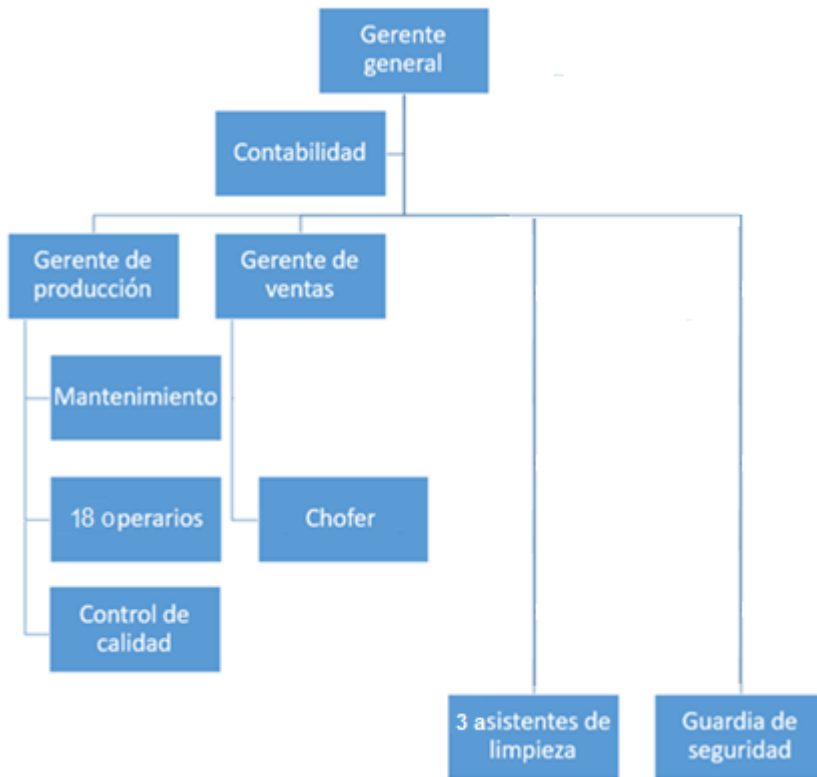 Gerente
general
Contabilidad
Gerente de
producción
Gerente de
ventas
Mantenimiento
18 operarios
Chofer
Control de
calidad
3 asistentes de
limpieza
Guardia de
seguridad